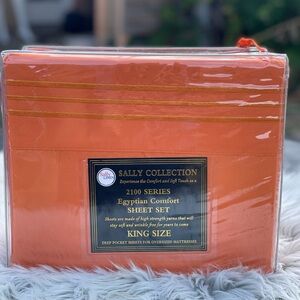 SALLY COLLECTION
Experience the Comfort and Soft Touch in a
2100 SERIES
Egyptian Comfort
SHEET SET
Sheets are made of high strength yarns that will
stay soft and wrinkle free for years to come
KING SIZE
DEEP POCKET SHEETS FOR OVERSIZED MATTRESSES